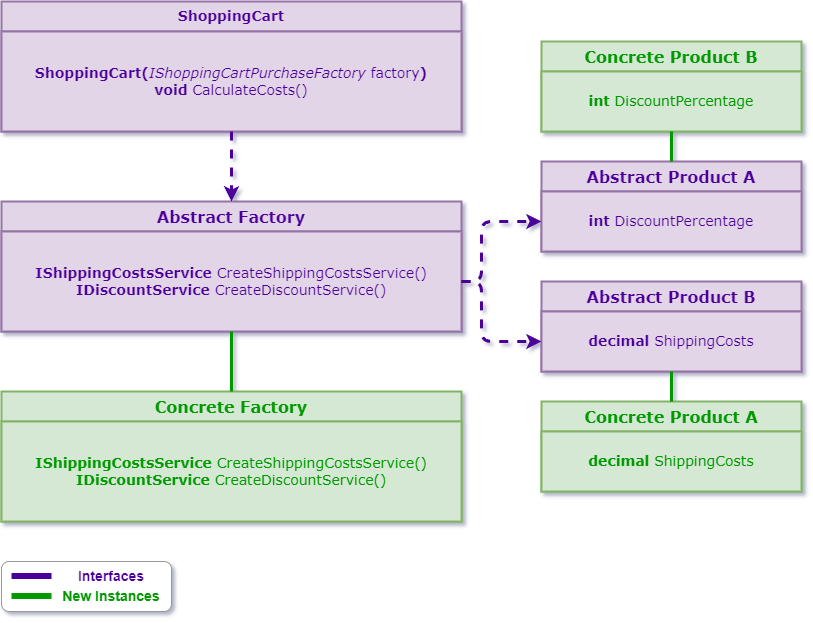 ShoppingCart
ShoppingCart(IShoppingCartPurchaseFactory factory)
void CalculateCosts()
Abstract Factory
IShippingCostsService CreateShippingCostsService()
IDiscountService CreateDiscountService()
Concrete Factory
IShippingCostsService CreateShippingCostsService()
IDiscountService CreateDiscountService()
Concrete Product B
int DiscountPercentage
Abstract Product A
int DiscountPercentage
Abstract Product B
decimal ShippingCosts
Concrete Product A
decimal ShippingCosts
Interfaces
New Instances